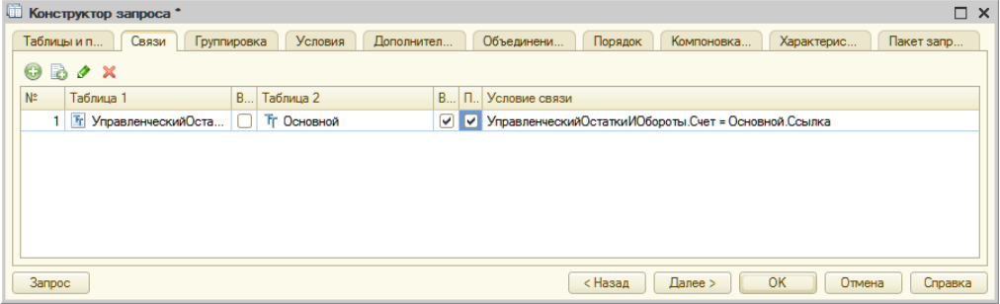 Конструктор запроса *
Таблицы и п... Связи Группировка Условия Дополнител... Объединени... Порядок Компоновка... Характерис... Пакет запр...
№ Таблица 1 В... Таблица 2 В... П... Условие связи
1 УправленческийОста... Основной УправленческийОстаткиИОбороты.Счет = Основной.Ссылка
Запрос < Назад Далее > OK Отмена Справка